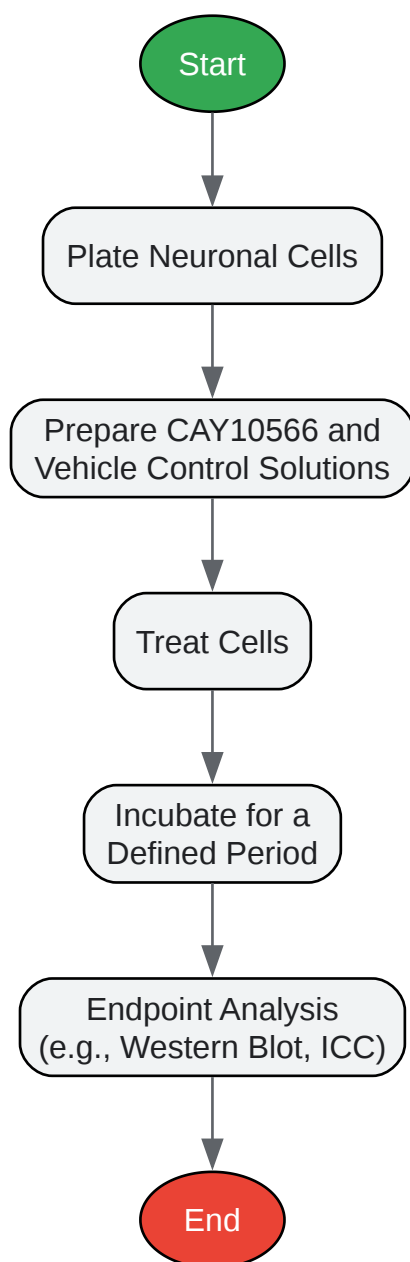 Start
Plate Neuronal Cells
Prepare CAY10566 and
Vehicle Control Solutions
Treat Cells
Incubate for a
Defined Period
Endpoint Analysis
(e.g., Western Blot, ICC)
End